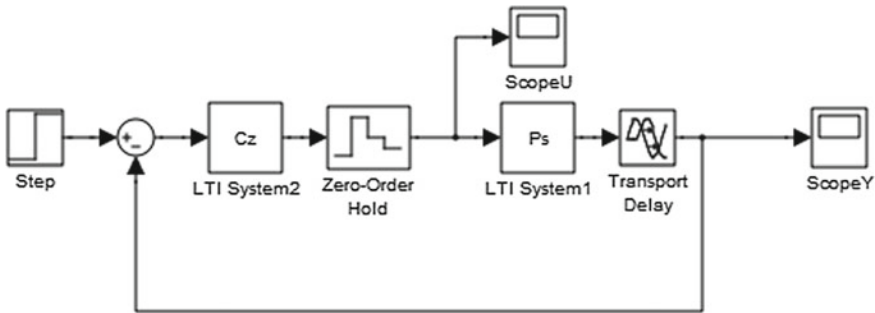 ScopeU
+
−
Cz
Ps
Step
LTI System2
Zero-Order
Hold
LTI System1
Transport
Delay
ScopeY